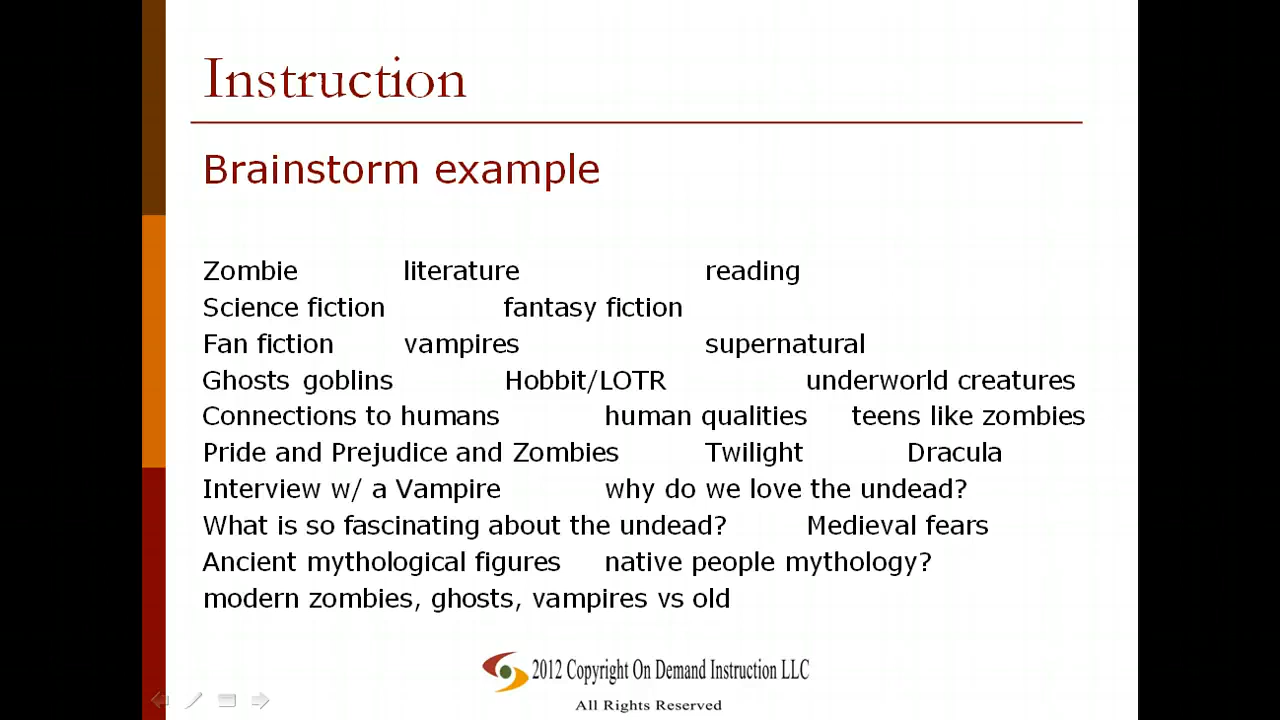 Instruction
Brainstorm example
Zombie literature reading
Science fiction fantasy fiction
Fan fiction vampires supernatural
Ghosts goblins Hobbit/LOTR underworld creatures
Connections to humans human qualities teens like zombies
Pride and Prejudice and Zombies Twilight Dracula
Interview w/ a Vampire why do we love the undead?
What is so fascinating about the undead? Medieval fears
Ancient mythological figures native people mythology?
modern zombies, ghosts, vampires vs old
2012 Copyright On Demand Instruction LLC
All Rights Reserved